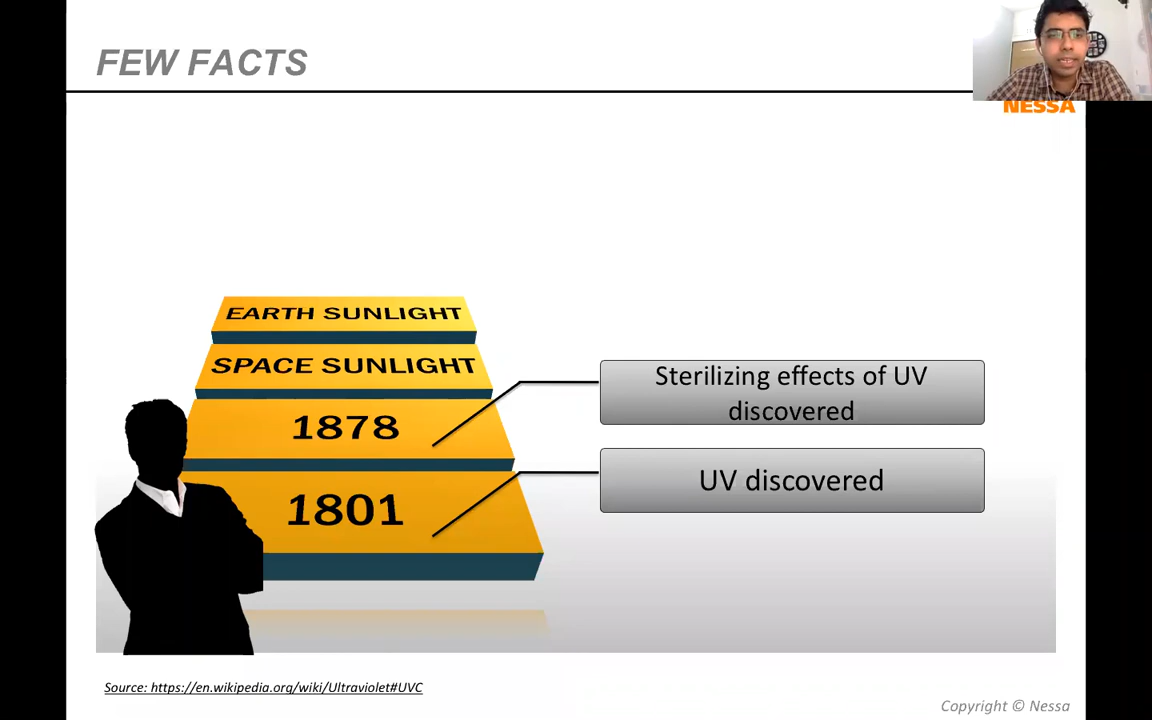 FEW FACTS
NESSA
EARTH SUNLIGHT
SPACE SUNLIGHT
1878
Sterilizing effects of UV
discovered
1801
UV discovered
Source: https://en.wikipedia.org/wiki/Ultraviolet#UVC
Copyright © Nessa